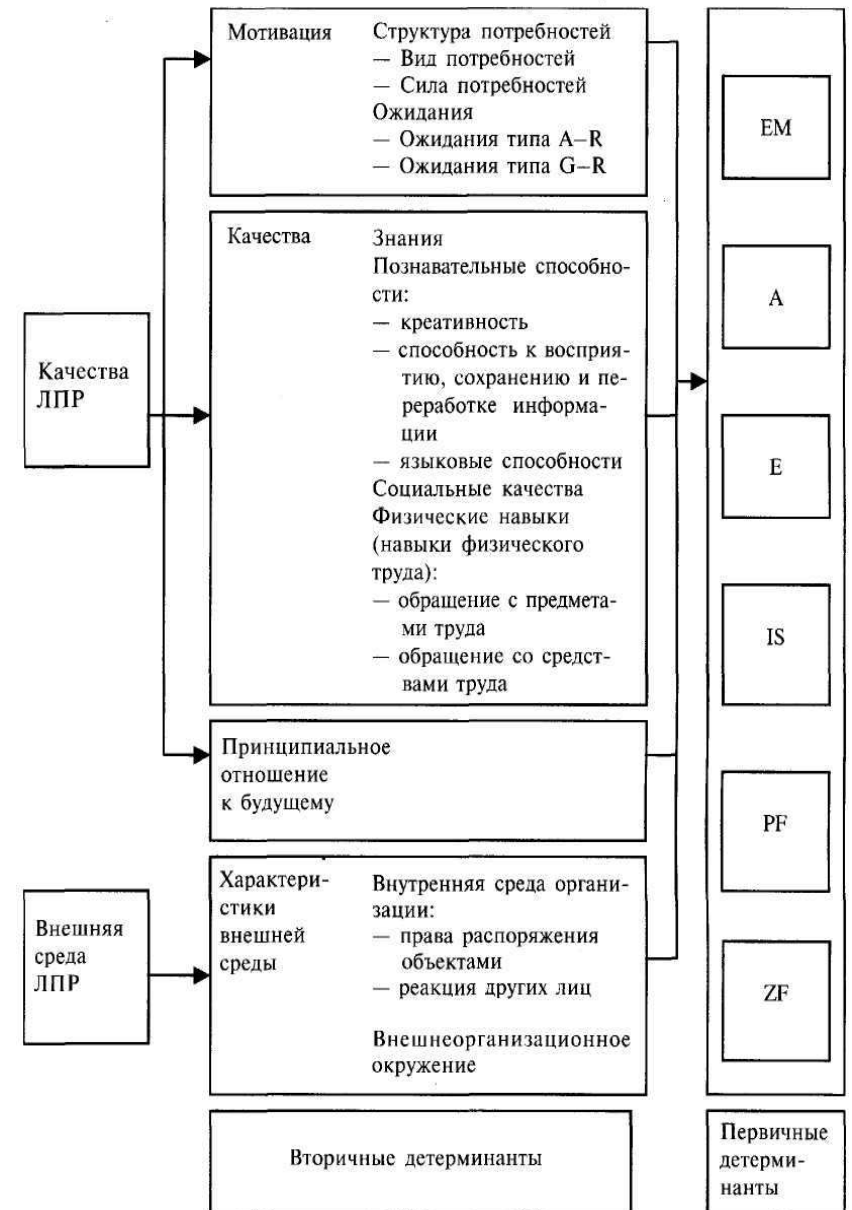 Мотивация
Структура потребностей
— Вид потребностей
— Сила потребностей
Ожидания
— Ожидания типа A–R
— Ожидания типа G–R
Качества
Знания
Познавательные способно-
сти:
— креативность
— способность к восприя-
тию, сохранению и пе-
реработке информа-
ции
— языковые способности
Социальные качества
Физические навыки
(навыки физического
труда):
— обращение с предмета-
ми труда
— обращение со средст-
вами труда
Качества
ЛПР
Принципиальное
отношение
к будущему
Внешняя
среда
ЛПР
Характери-
стики
внешней
среды
Внутренняя среда органи-
зации:
— права распоряжения
объектами
— реакция других лиц
Внешнеорганизационное
окружение
EM
A
E
IS
PF
ZF
Вторичные детерминанты
Первичные
детерми-
нанты